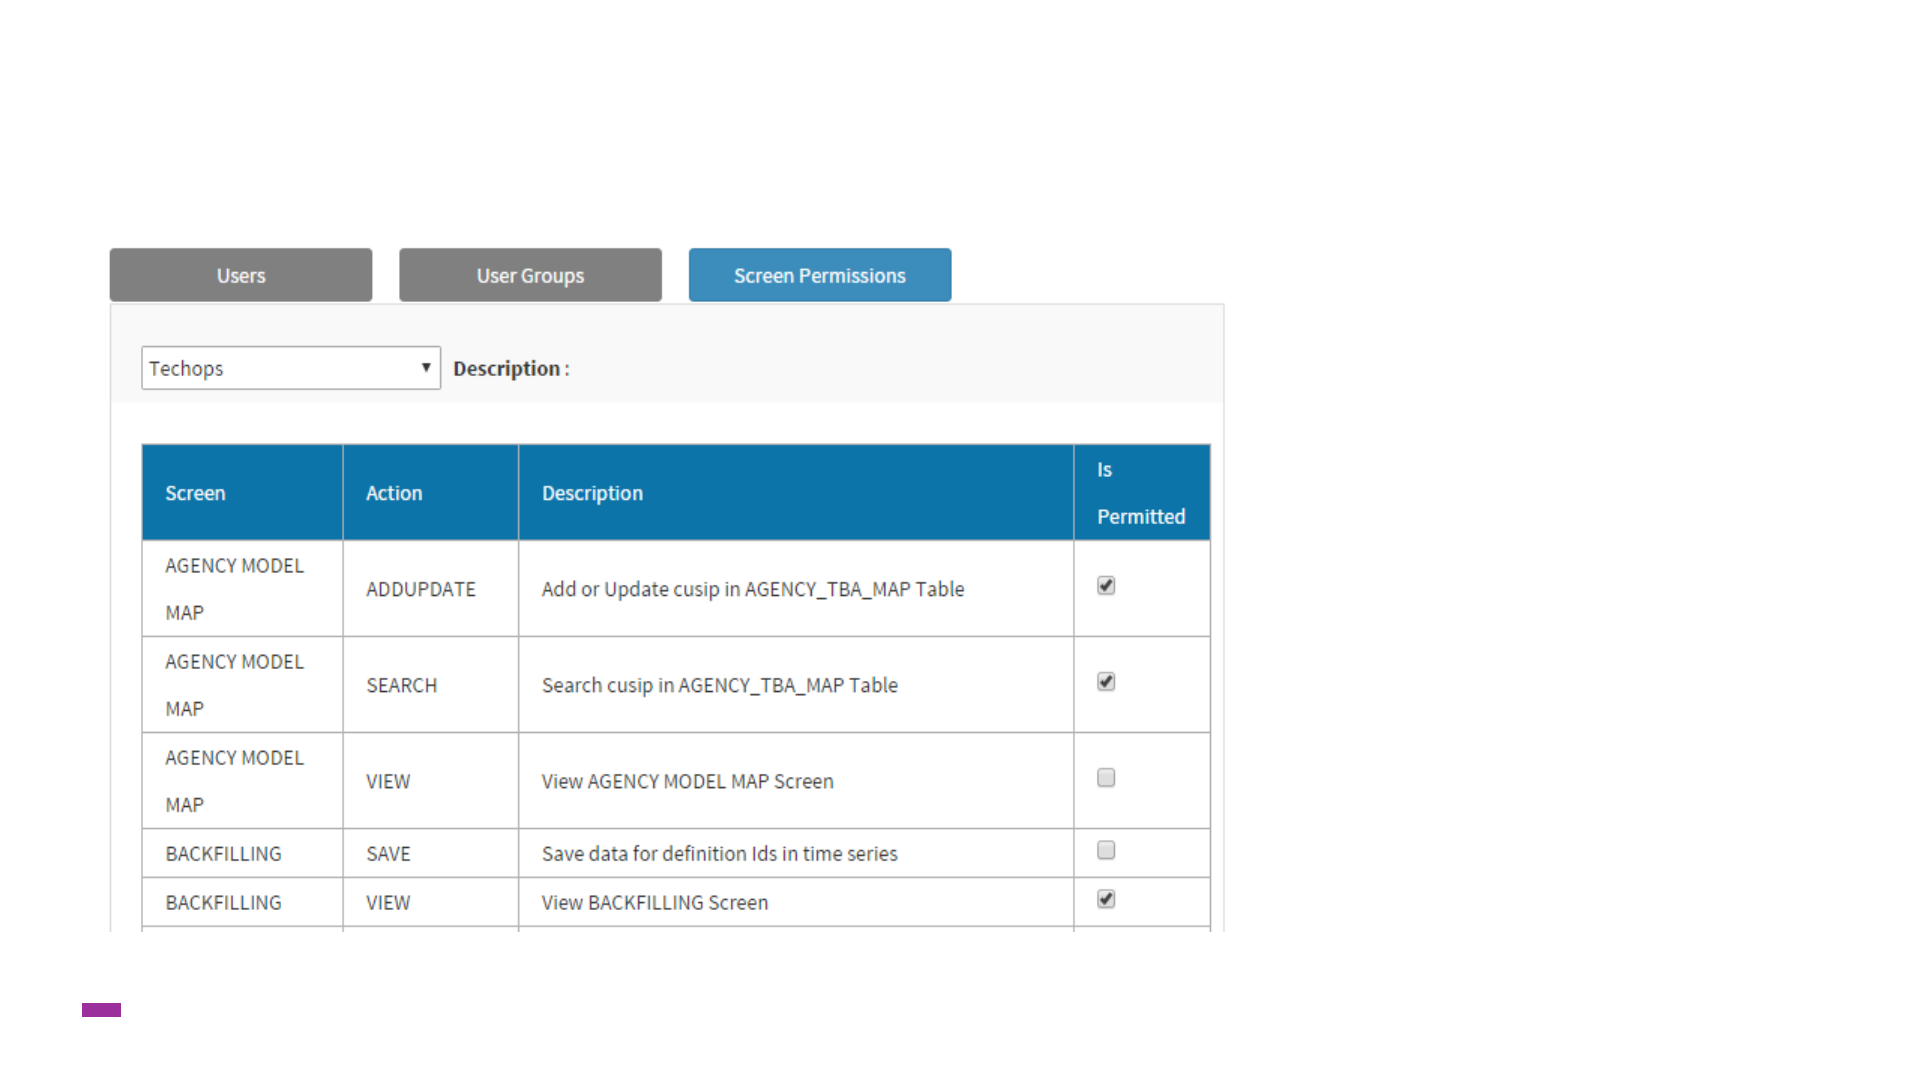 Users User Groups Screen Permissions
Techops Description :
Screen Action Description Is Permitted
AGENCY MODEL MAP ADDUPDATE Add or Update cusip in AGENCY_TBA_MAP Table
AGENCY MODEL MAP SEARCH Search cusip in AGENCY_TBA_MAP Table
AGENCY MODEL MAP VIEW View AGENCY MODEL MAP Screen
BACKFILLING SAVE Save data for definition Ids in time series
BACKFILLING VIEW View BACKFILLING Screen